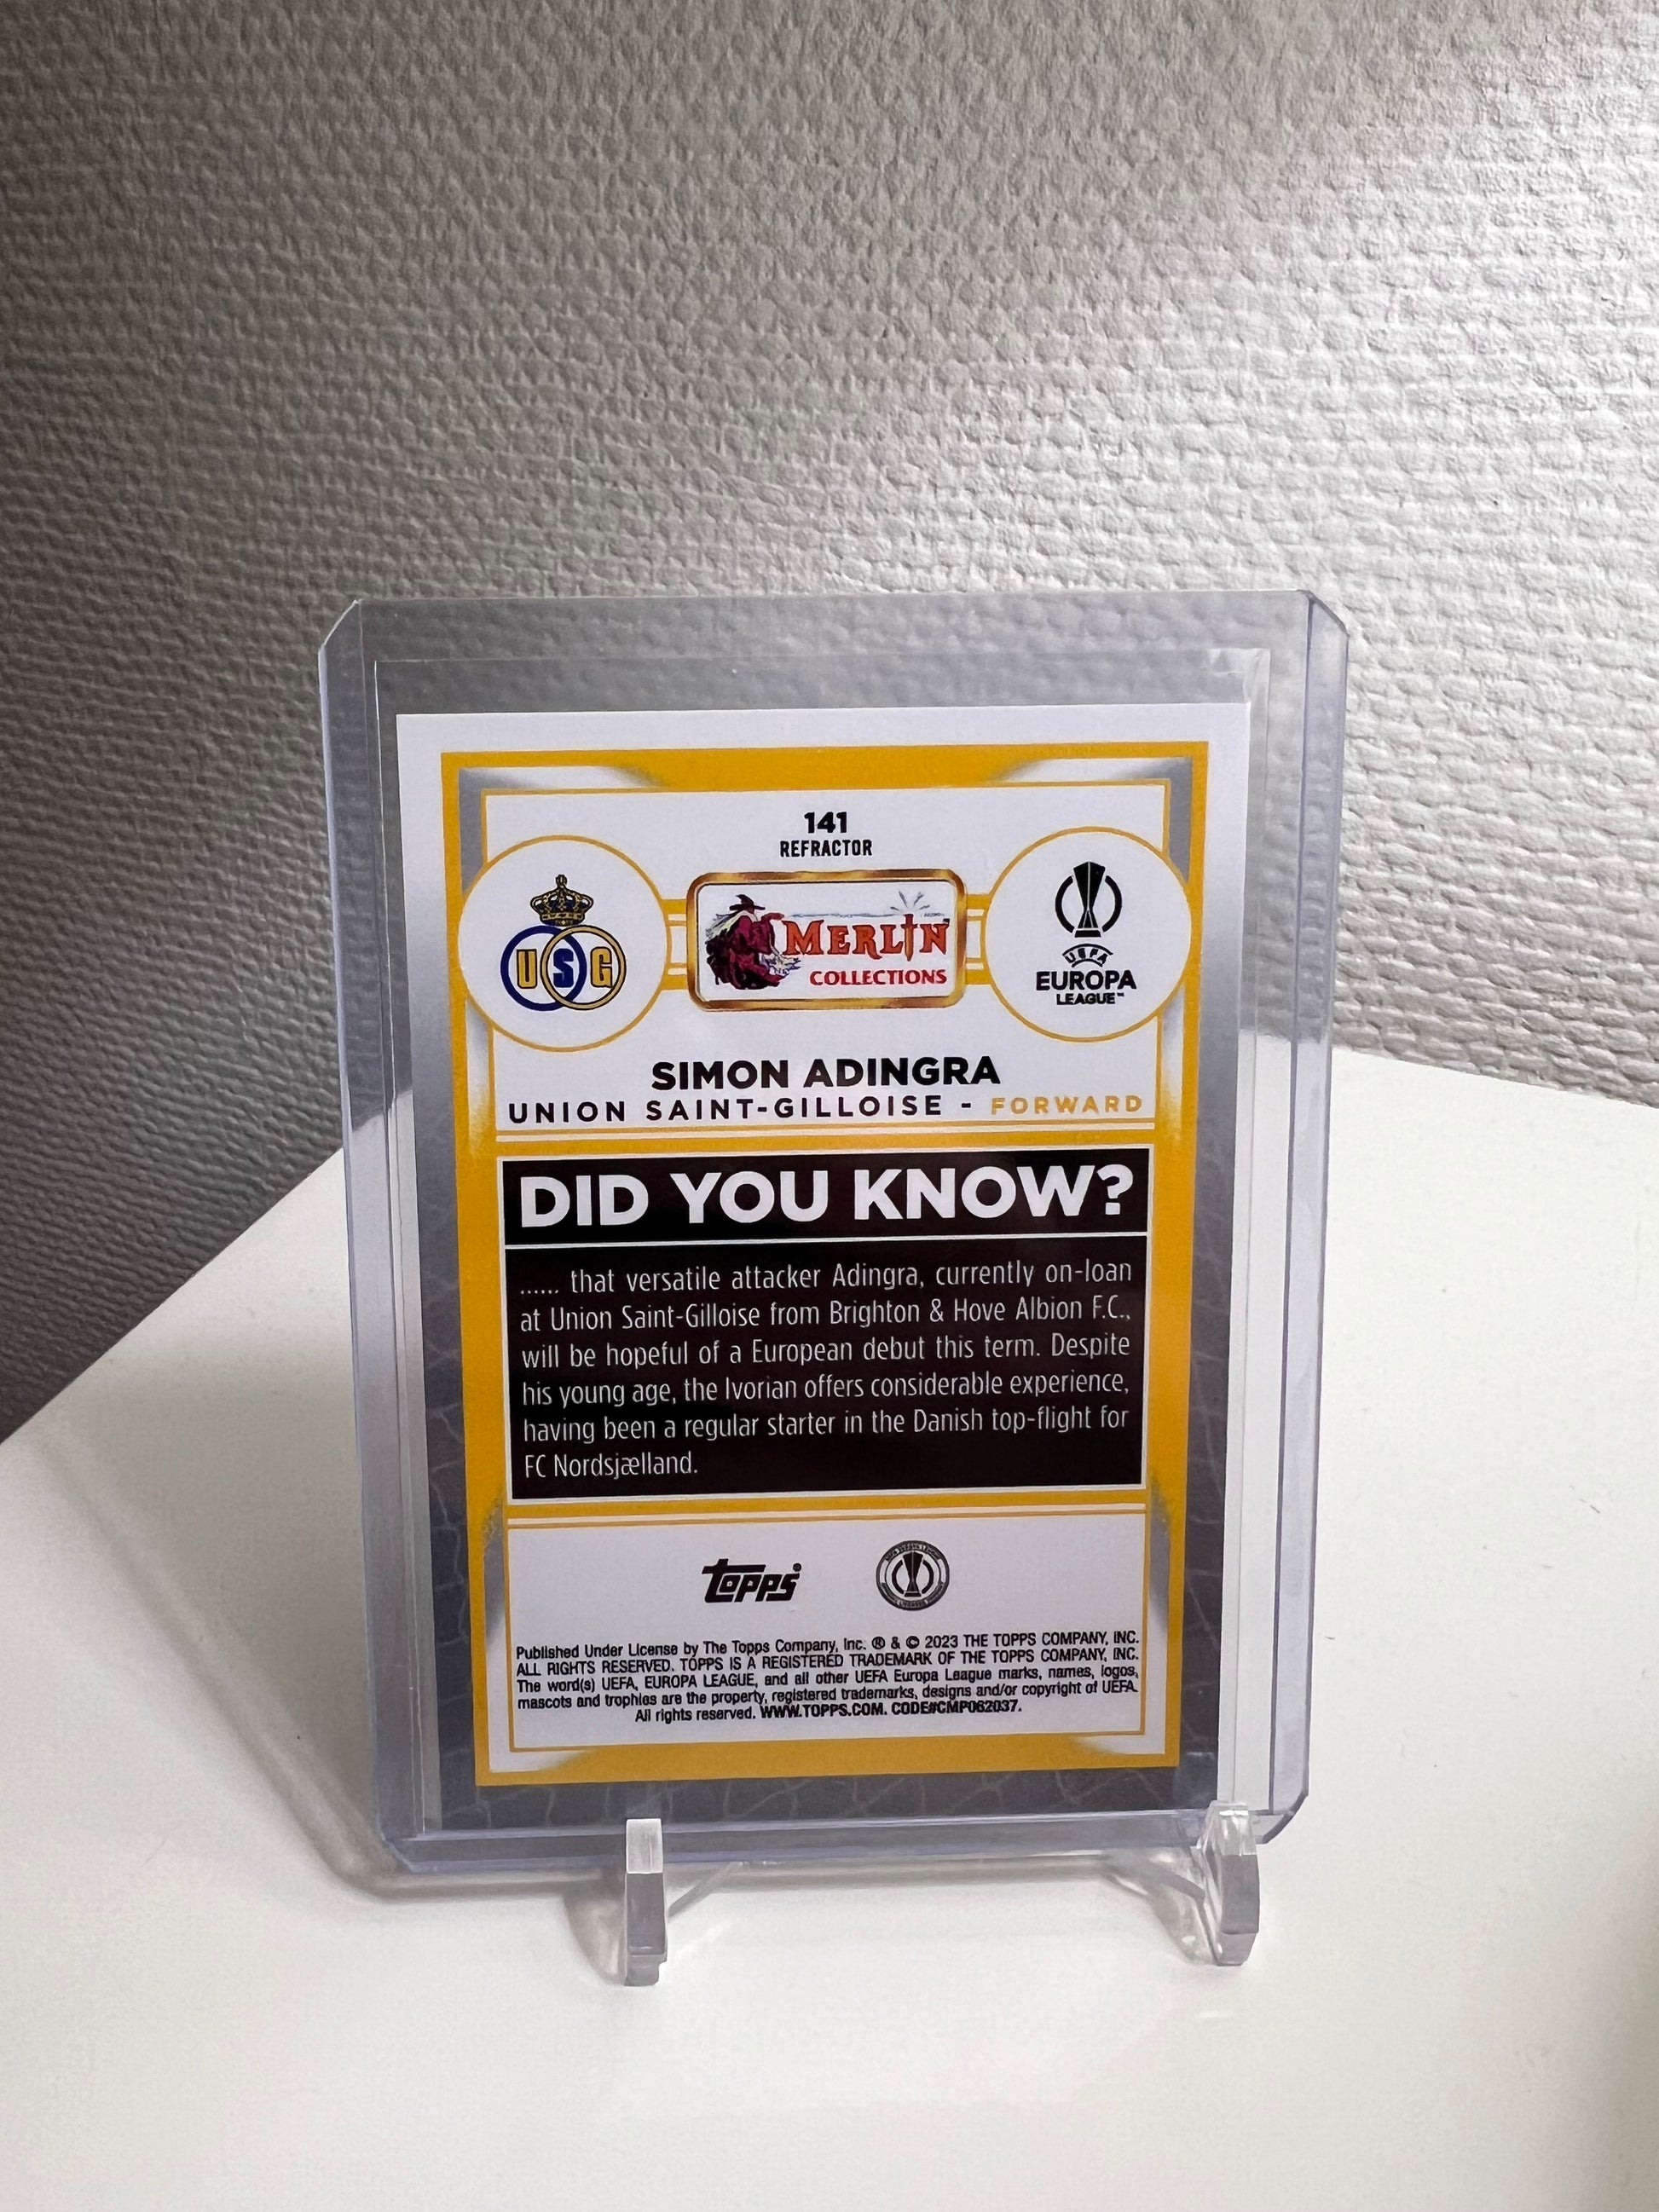 141
REFRACTOR
USG
MERLIN
COLLECTIONS
UEFA
EUROPA
LEAGUE™
SIMON ADINGRA
UNION SAINT-GILLOISE - FORWARD
DID YOU KNOW?
...... that versatile attacker Adingra, currently on-loan
at Union Saint-Gilloise from Brighton & Hove Albion F.C.,
will be hopeful of a European debut this term. Despite
his young age, the Ivorian offers considerable experience,
having been a regular starter in the Danish top-flight for
FC Nordsjælland.
topps
Published Under License by The Topps Company, Inc. ® & © 2023 THE TOPPS COMPANY, INC.
ALL RIGHTS RESERVED. TOPPS IS A REGISTERED TRADEMARK OF THE TOPPS COMPANY, INC.
The word(s) UEFA, EUROPA LEAGUE, and all other UEFA Europa League marks, names, logos,
mascots and trophies are the property, registered trademarks, designs and/or copyright of UEFA.
All rights reserved. WWW.TOPPS.COM. CODE#CMP062037.